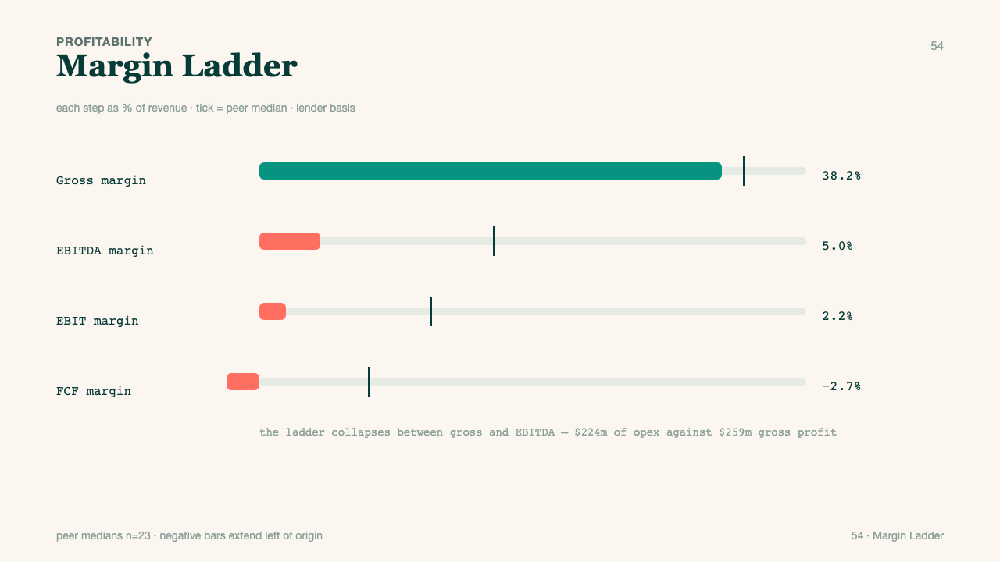 PROFITABILITY
54
Margin Ladder
each step as % of revenue · tick = peer median · lender basis
Gross margin
38.2%
EBITDA margin
5.0%
EBIT margin
2.2%
FCF margin
−2.7%
the ladder collapses between gross and EBITDA — $224m of opex against $259m gross profit
peer medians n=23 · negative bars extend left of origin
54 · Margin Ladder